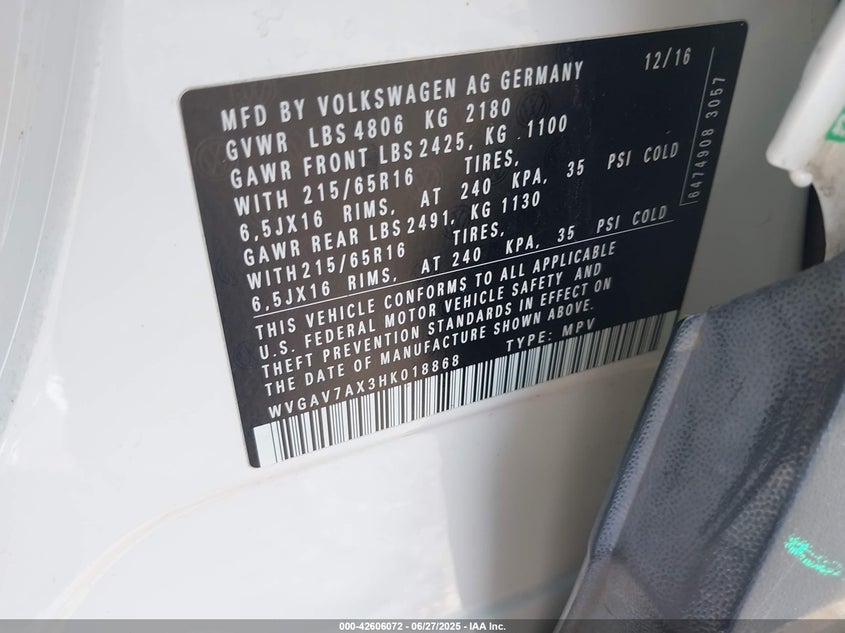 MFD BY VOLKSWAGEN AG GERMANY 12/16
GVWR LBS 4806 KG 2180
GAWR FRONT LBS 2425, KG 1100
WITH 215/65R16 TIRES,
6,5JX16 RIMS, AT 240 KPA, 35 PSI COLD
GAWR REAR LBS 2491, KG 1130
WITH 215/65R16 TIRES,
6,5JX16 RIMS, AT 240 KPA, 35 PSI COLD
THIS VEHICLE CONFORMS TO ALL APPLICABLE
U.S. FEDERAL MOTOR VEHICLE SAFETY AND
THEFT PREVENTION STANDARDS IN EFFECT ON
THE DATE OF MANUFACTURE SHOWN ABOVE.
WVGAV7AX3HK018868 TYPE: MPV
6474908 3057
000-42606072 | 06/27/2025 | IAA Inc.